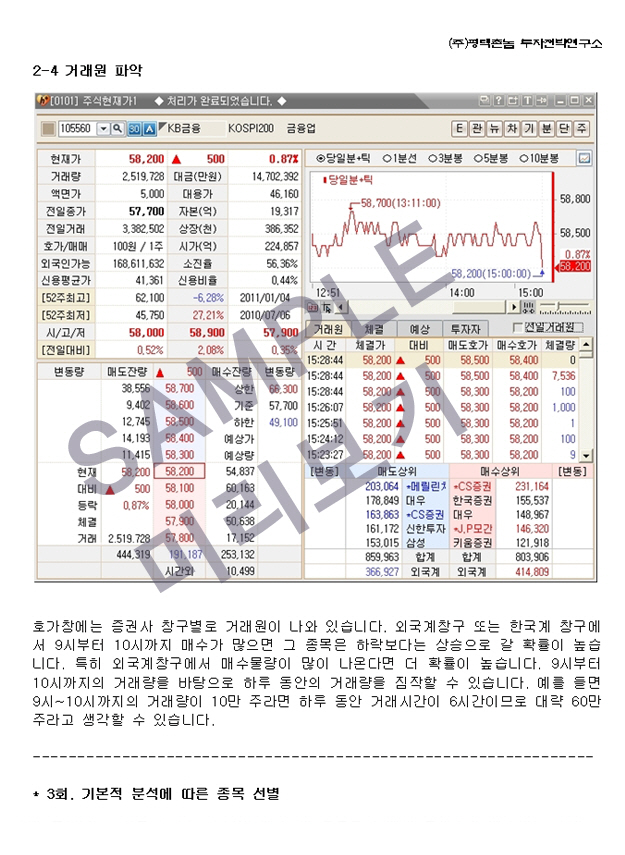 (주)평택촌놈 투자전략연구소
2-4 거래원 파악
[0101] 주식현재가1 ◆ 처리가 완료되었습니다. ◆
105560 KB금융 KOSPI200 금융업 E 관 뉴 차 기 분 단 주
현재가 58,200 ▲ 500 0.87%
거래량 2,519,728 대금(만원) 14,702,392
액면가 5,000 대용가 46,160
전일종가 57,700 자본(억) 19,317
전일거래 3,382,502 상장(천) 386,352
호가/매매 100원 / 1주 시가(억) 224,857
외국인가능 168,611,632 소진율 56,36%
신용평균가 41,361 신용비율 0,44%
[52주최고] 62,100 -6,28% 2011/01/04
[52주최저] 45,750 27,21% 2010/07/06
시/고/저 58,000 58,900 57,900
[전일대비] 0,52% 2,08% 0,35%
◉당일분+틱 ○1분선 ○3분봉 ○5분봉 ○10분봉
당일분+틱
58,700(13:11:00)
58,800
58,500
0.87%
58,200
58,200(15:00:00)
12:51 14:00 15:00
거래원 체결 예상 투자자 전일거래원
시 간 체결가 대비 매도호가 매수호가 체결량
15:28:44 58,200 ▲ 500 58,500 58,400 0
15:28:44 58,200 ▲ 500 58,300 58,200 7,536
15:28:44 58,200 ▲ 500 58,300 58,200 100
15:26:07 58,200 ▲ 500 58,300 58,200 1,000
15:25:51 58,200 ▲ 500 58,300 58,200 1
15:24:12 58,200 ▲ 500 58,300 58,200 100
15:23:27 58,200 ▲ 500 58,300 58,200 9
변동량 매도잔량 ▲ 500 매수잔량 변동량
38,556 58,700 상한 66,300
9,402 58,600 기준 57,700
12,745 58,500 하한 49,100
14,193 58,400 예상가
11,415 58,300 예상량
현재 58,200 58,200 54,837
대비 ▲ 500 58,100 60,163
등락 0,87% 58,000 20,144
체결 57,900 50,638
거래 2,519,728 57,800 17,152
444,319 191,187 253,132
시간외 10,499
[변동] 매도상위 매수상위 [변동]
203,064 *메릴린치 *CS증권 231,164
178,849 대우 한국증권 155,537
163,863 *CS증권 대우 148,967
161,172 신한투자 *J,P모간 146,320
153,015 삼성 키움증권 121,918
859,963 합계 합계 803,906
366,927 외국계 외국계 414,809
SAMPLE
미리보기
호가창에는 증권사 창구별로 거래원이 나와 있습니다. 외국계창구 또는 한국계 창구에
서 9시부터 10시까지 매수가 많으면 그 종목은 하락보다는 상승으로 갈 확률이 높습
니다. 특히 외국계창구에서 매수물량이 많이 나온다면 더 확률이 높습니다. 9시부터
10시까지의 거래량을 바탕으로 하루 동안의 거래량을 짐작할 수 있습니다. 예를 들면
9시~10시까지의 거래량이 10만 주라면 하루 동안 거래시간이 6시간이므로 대략 60만
주라고 생각할 수 있습니다.
* 3회. 기본적 분석에 따른 종목 선별